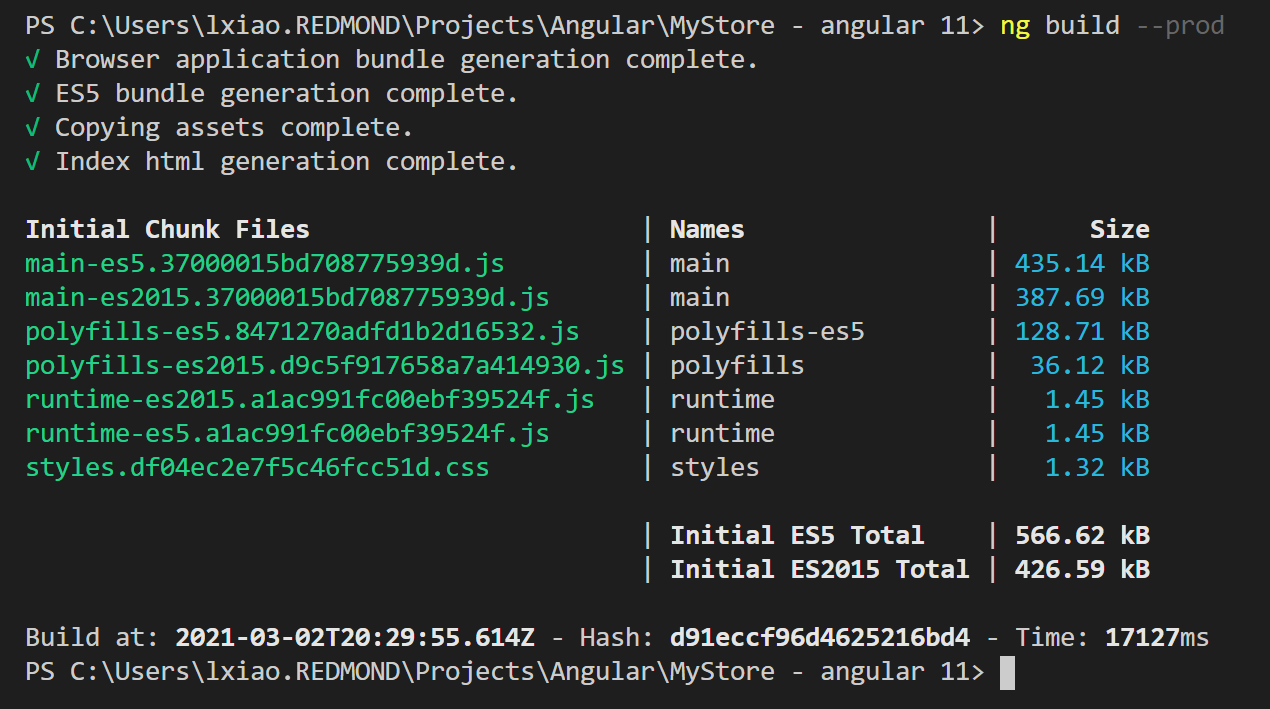 PS C:\Users\lxiao.REDMOND\Projects\Angular\MyStore - angular 11> ng build --prod
√ Browser application bundle generation complete.
√ ES5 bundle generation complete.
√ Copying assets complete.
√ Index html generation complete.
Initial Chunk Files | Names | Size
main-es5.37000015bd708775939d.js | main | 435.14 kB
main-es2015.37000015bd708775939d.js | main | 387.69 kB
polyfills-es5.8471270adfd1b2d16532.js | polyfills-es5 | 128.71 kB
polyfills-es2015.d9c5f917658a7a414930.js | polyfills | 36.12 kB
runtime-es2015.a1ac991fc00ebf39524f.js | runtime | 1.45 kB
runtime-es5.a1ac991fc00ebf39524f.js | runtime | 1.45 kB
styles.df04ec2e7f5c46fcc51d.css | styles | 1.32 kB
| Initial ES5 Total | 566.62 kB
| Initial ES2015 Total | 426.59 kB
Build at: 2021-03-02T20:29:55.614Z - Hash: d91eccf96d4625216bd4 - Time: 17127ms
PS C:\Users\lxiao.REDMOND\Projects\Angular\MyStore - angular 11>